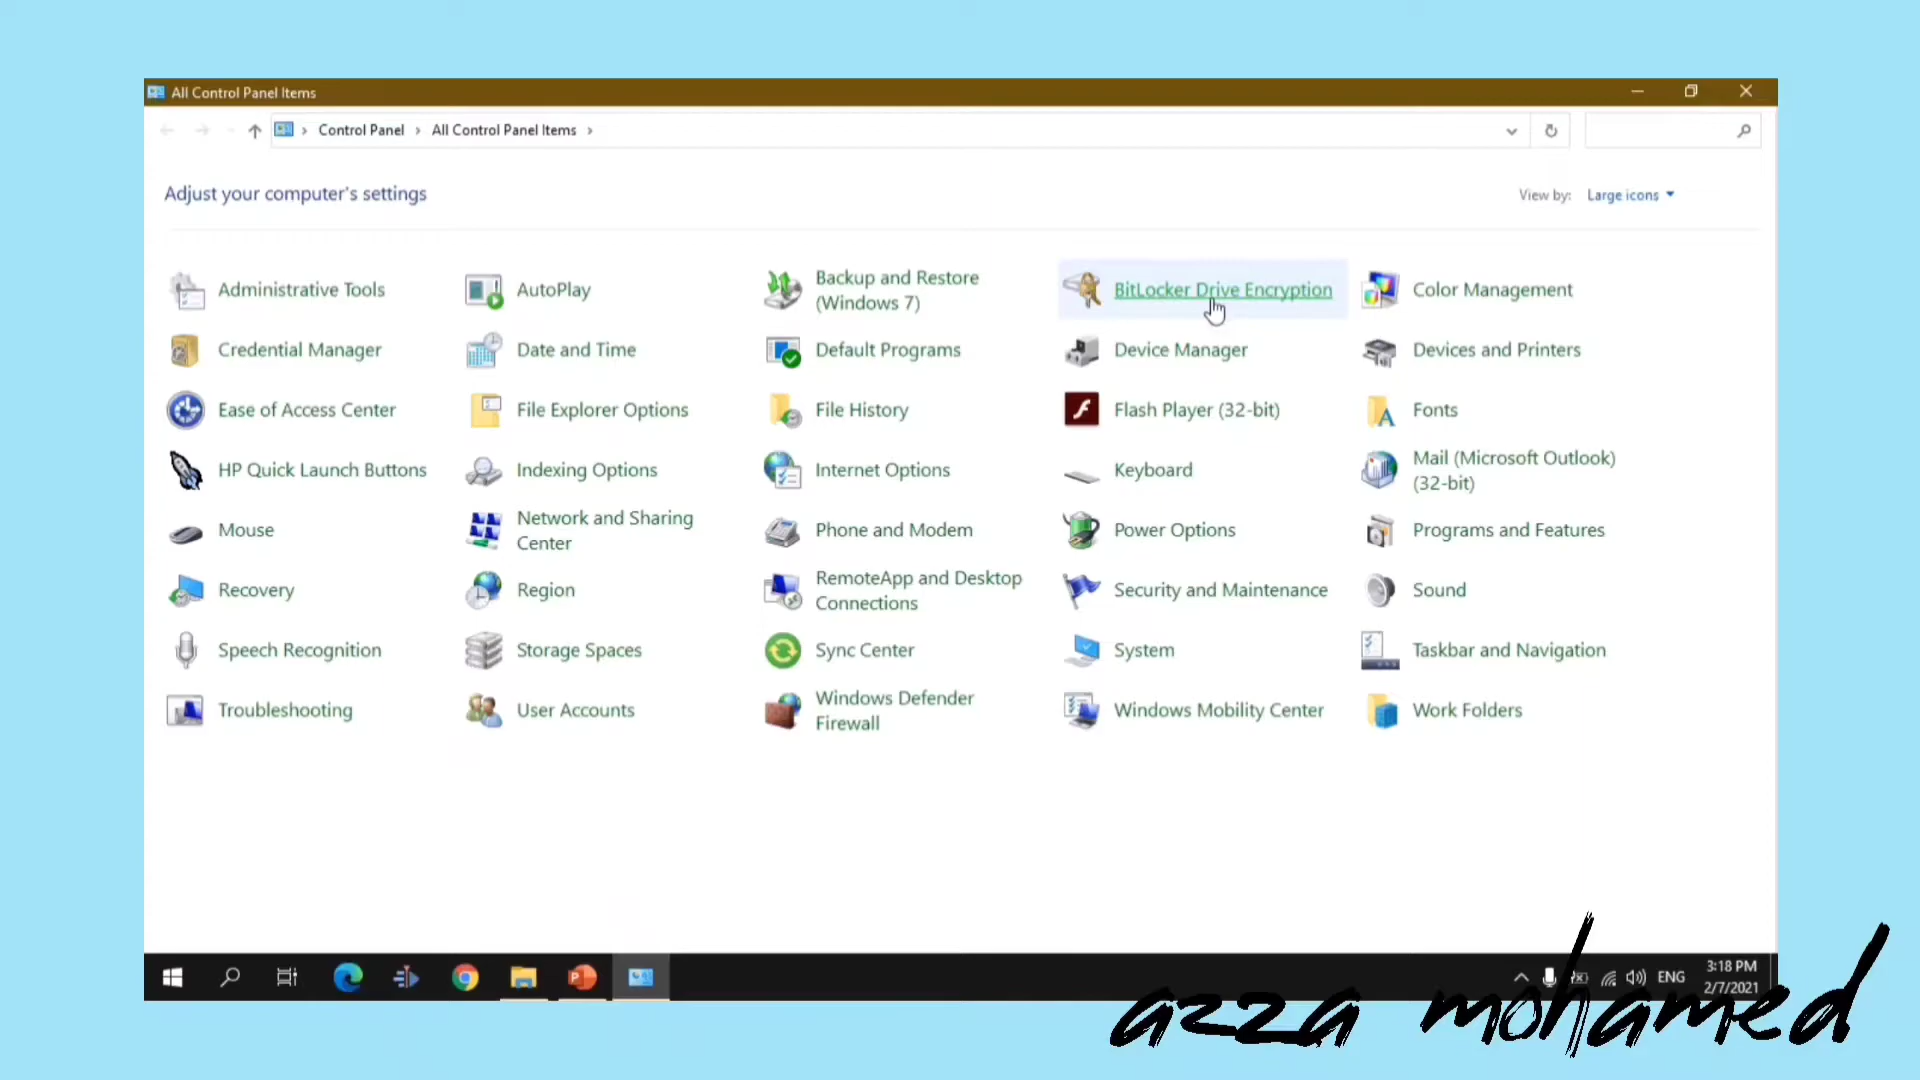 All Control Panel Items
Control Panel All Control Panel Items
Adjust your computer's settings
View by: Large icons
Administrative Tools
AutoPlay
Backup and Restore
(Windows 7)
BitLocker Drive Encryption
Color Management
Credential Manager
Date and Time
Default Programs
Device Manager
Devices and Printers
Ease of Access Center
File Explorer Options
File History
Flash Player (32-bit)
Fonts
HP Quick Launch Buttons
Indexing Options
Internet Options
Keyboard
Mail (Microsoft Outlook)
(32-bit)
Mouse
Network and Sharing
Center
Phone and Modem
Power Options
Programs and Features
Recovery
Region
RemoteApp and Desktop
Connections
Security and Maintenance
Sound
Speech Recognition
Storage Spaces
Sync Center
System
Taskbar and Navigation
Troubleshooting
User Accounts
Windows Defender
Firewall
Windows Mobility Center
Work Folders
ENG
3:18 PM
2/7/2021
azza mohamed